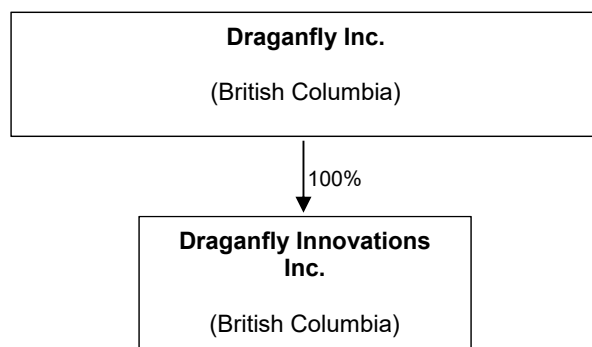 Draganfly Inc.
(British Columbia)
100%
Draganfly Innovations
Inc.
(British Columbia)